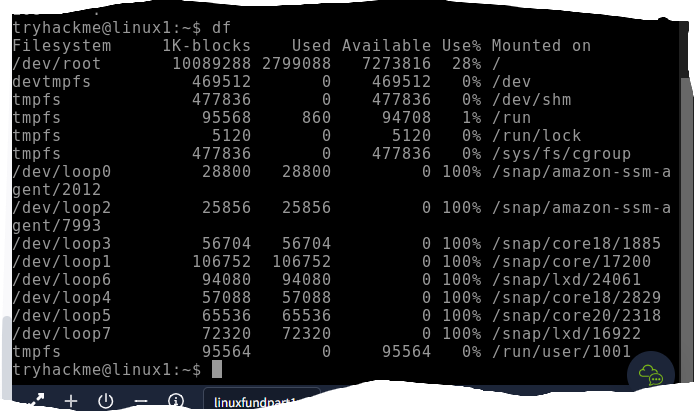 tryhackme@linux1:~$ df
Filesystem     1K-blocks    Used Available Use% Mounted on
/dev/root       10089288 2799088   7273816  28% /
devtmpfs          469512       0    469512   0% /dev
tmpfs             477836       0    477836   0% /dev/shm
tmpfs              95568     860     94708   1% /run
tmpfs               5120       0      5120   0% /run/lock
tmpfs             477836       0    477836   0% /sys/fs/cgroup
/dev/loop0         28800   28800         0 100% /snap/amazon-ssm-a
gent/2012
/dev/loop2         25856   25856         0 100% /snap/amazon-ssm-a
gent/7993
/dev/loop3         56704   56704         0 100% /snap/core18/1885
/dev/loop1        106752  106752         0 100% /snap/core/17200
/dev/loop6         94080   94080         0 100% /snap/lxd/24061
/dev/loop4         57088   57088         0 100% /snap/core18/2829
/dev/loop5         65536   65536         0 100% /snap/core20/2318
/dev/loop7         72320   72320         0 100% /snap/lxd/16922
tmpfs              95564       0     95564   0% /run/user/1001
tryhackme@linux1:~$
linuxfundpart1